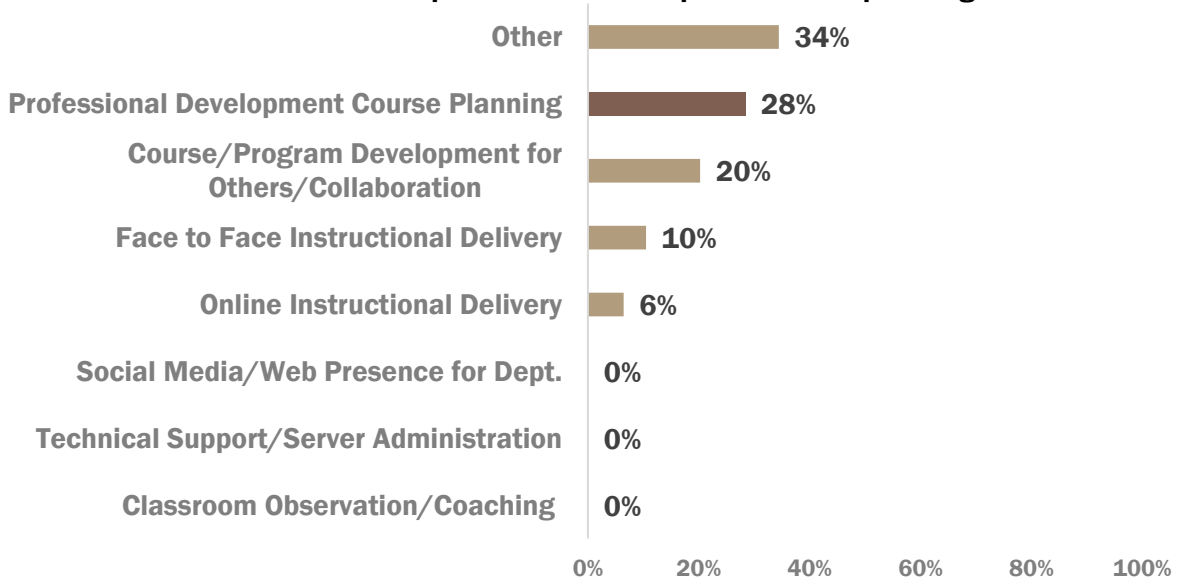 Other
34%
Professional Development Course Planning
28%
Course/Program Development for
Others/Collaboration
20%
Face to Face Instructional Delivery
10%
Online Instructional Delivery
6%
Social Media/Web Presence for Dept.
0%
Technical Support/Server Administration
0%
Classroom Observation/Coaching
0%
0%
20%
40%
60%
80%
100%